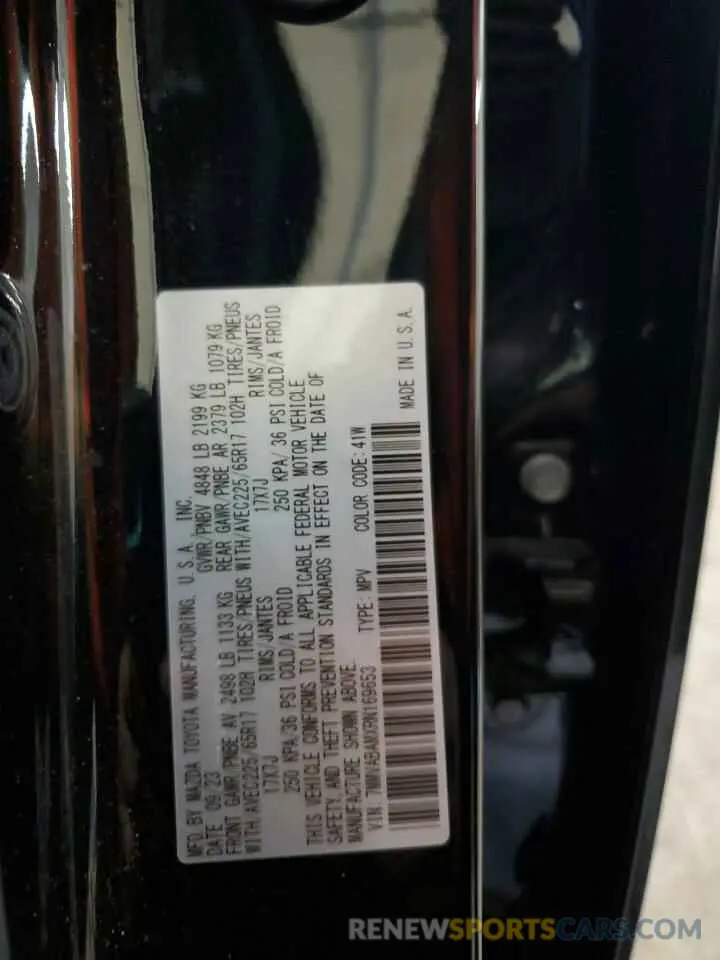 MFD. BY MAZDA TOYOTA MANUFACTURING, U.S.A., INC.
DATE 09/23 GVWR/PNBV 4848 LB 2199 KG
FRONT GAWR/PNBE AV 2498 LB 1133 KG REAR GAWR/PNBE AR 2379 LB 1079 KG
WITH/AVEC225/65R17 102H TIRES/PNEUS WITH/AVEC225/65R17 102H TIRES/PNEUS
17X7J RIMS/JANTES 17X7J RIMS/JANTES
250 KPA/36 PSI COLD/A FROID 250 KPA/ 36 PSI COLD/A FROID
THIS VEHICLE CONFORMS TO ALL APPLICABLE FEDERAL MOTOR VEHICLE
SAFETY, AND THEFT PREVENTION STANDARDS IN EFFECT ON THE DATE OF
MANUFACTURE SHOWN ABOVE.
VIN: 7MMVABAMXRN169653 TYPE: MPV COLOR CODE: 41W
MADE IN U.S.A.
RENEWSPORTSCARS.COM